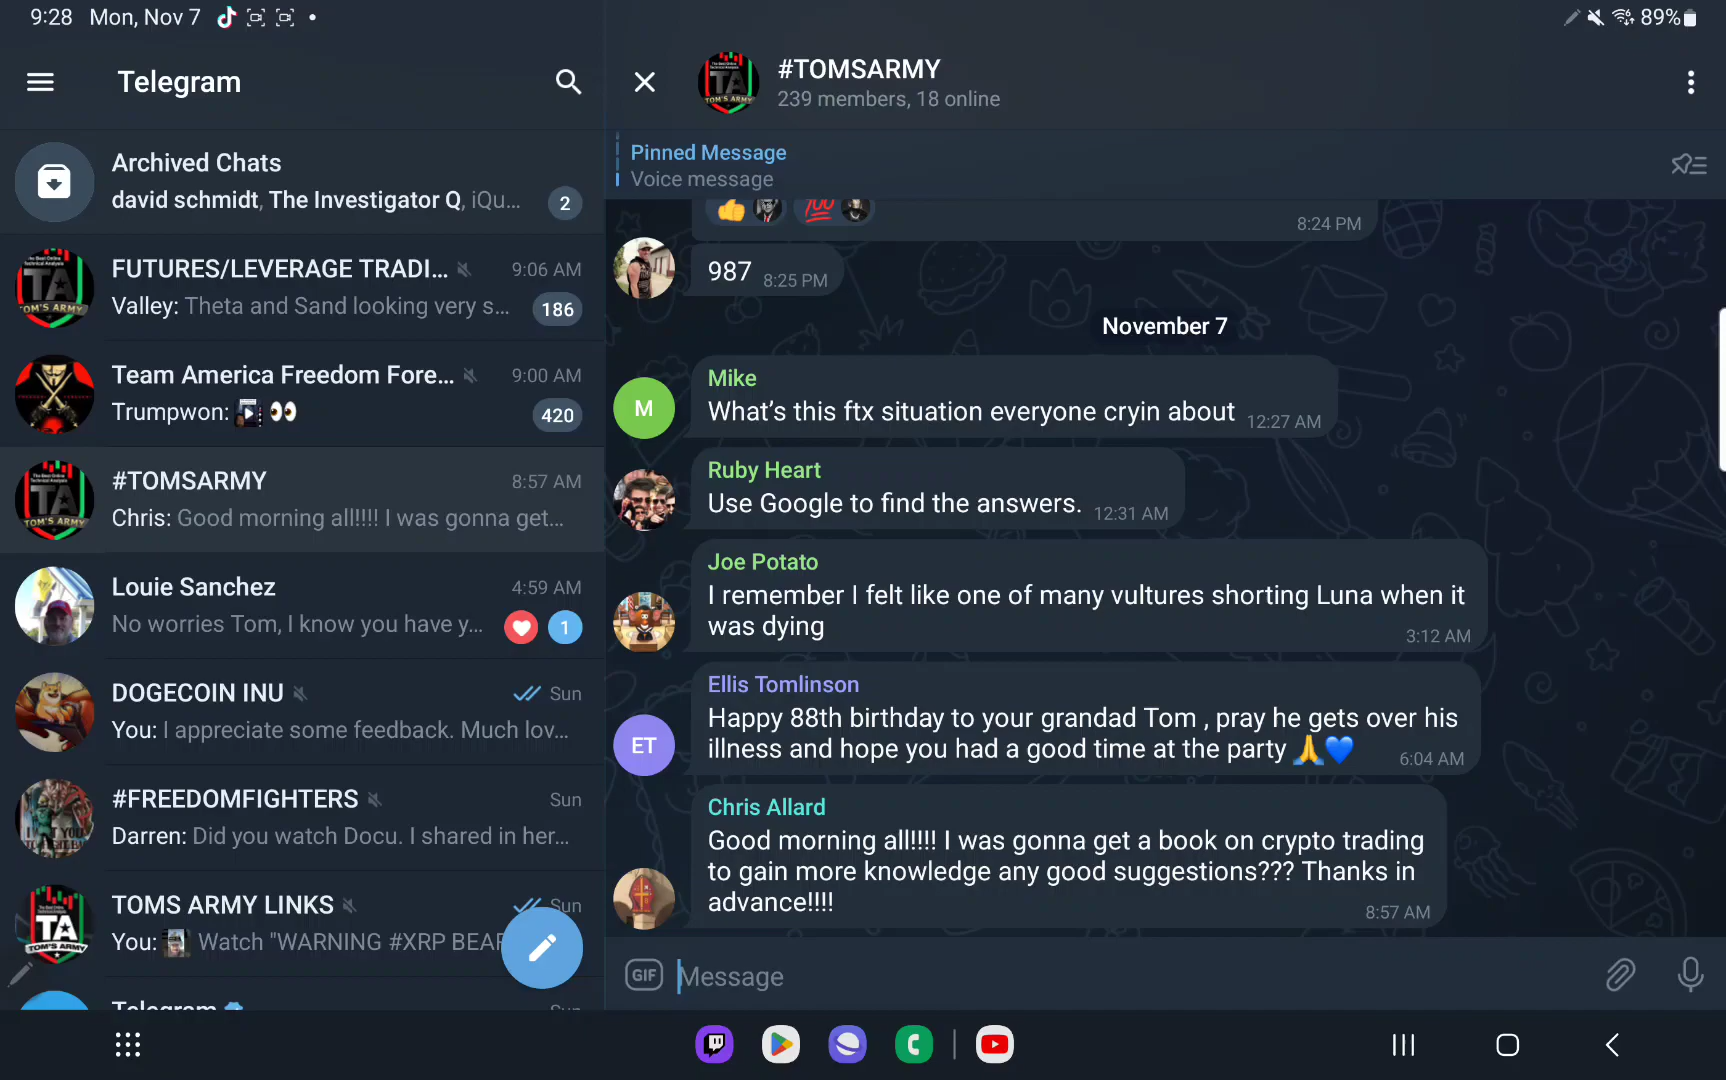 9:28 Mon, Nov 7
89%
Telegram
Archived Chats
david schmidt, The Investigator Q, iQu...
2
FUTURES/LEVERAGE TRADI... 9:06 AM
Valley: Theta and Sand looking very s... 186
Team America Freedom Fore... 9:00 AM
Trumpwon: 👀 420
#TOMSARMY 8:57 AM
Chris: Good morning all!!!! I was gonna get...
Louie Sanchez 4:59 AM
No worries Tom, I know you have y... 1
DOGECOIN INU Sun
You: I appreciate some feedback. Much lov...
#FREEDOMFIGHTERS Sun
Darren: Did you watch Docu. I shared in her...
TOMS ARMY LINKS Sun
You: Watch "WARNING #XRP BEAR
Telegram Sun
#TOMSARMY
239 members, 18 online
Pinned Message
Voice message
👍 💯 8:24 PM
987 8:25 PM
November 7
Mike
M
What's this ftx situation everyone cryin about 12:27 AM
Ruby Heart
Use Google to find the answers. 12:31 AM
Joe Potato
I remember I felt like one of many vultures shorting Luna when it
was dying 3:12 AM
Ellis Tomlinson
ET
Happy 88th birthday to your grandad Tom , pray he gets over his
illness and hope you had a good time at the party 🙏💙 6:04 AM
Chris Allard
Good morning all!!!! I was gonna get a book on crypto trading
to gain more knowledge any good suggestions??? Thanks in
advance!!!! 8:57 AM
GIF Message